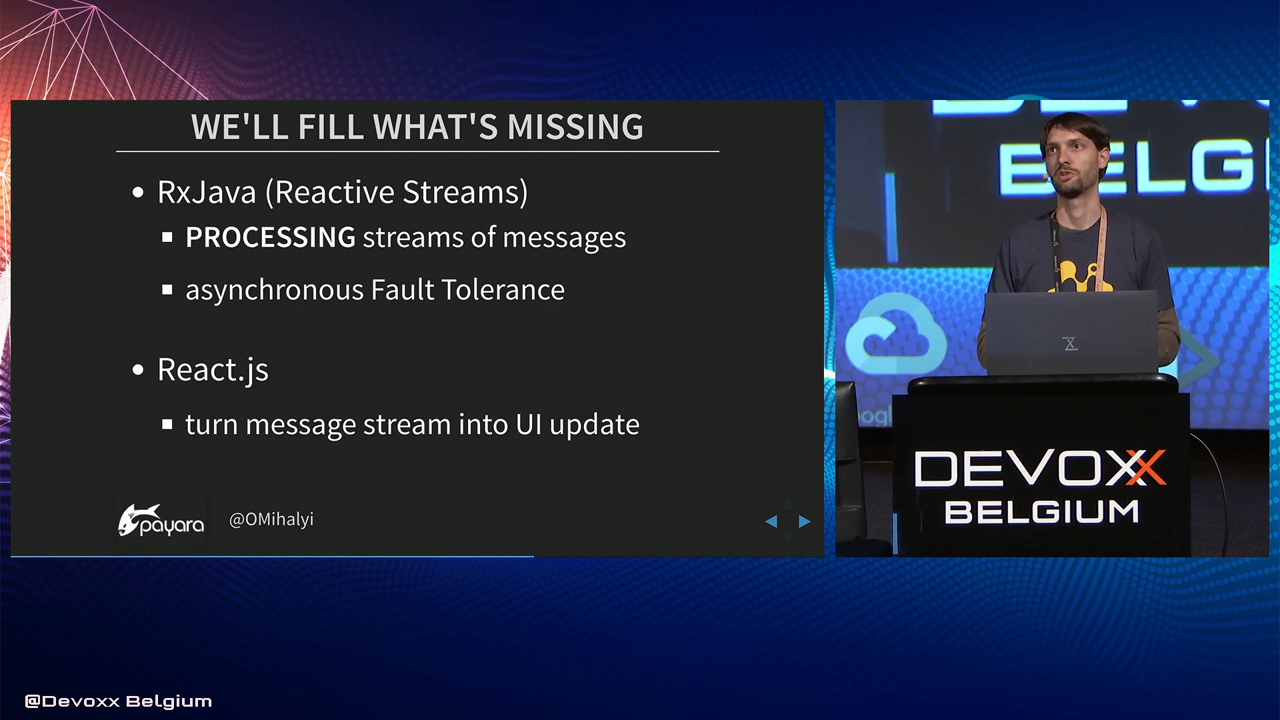 WE'LL FILL WHAT'S MISSING
• RxJava (Reactive Streams)
▪ PROCESSING streams of messages
▪ asynchronous Fault Tolerance
• React.js
▪ turn message stream into UI update
payara
@OMihalyi
BELG
DEVOXX
BELGIUM
@Devoxx Belgium